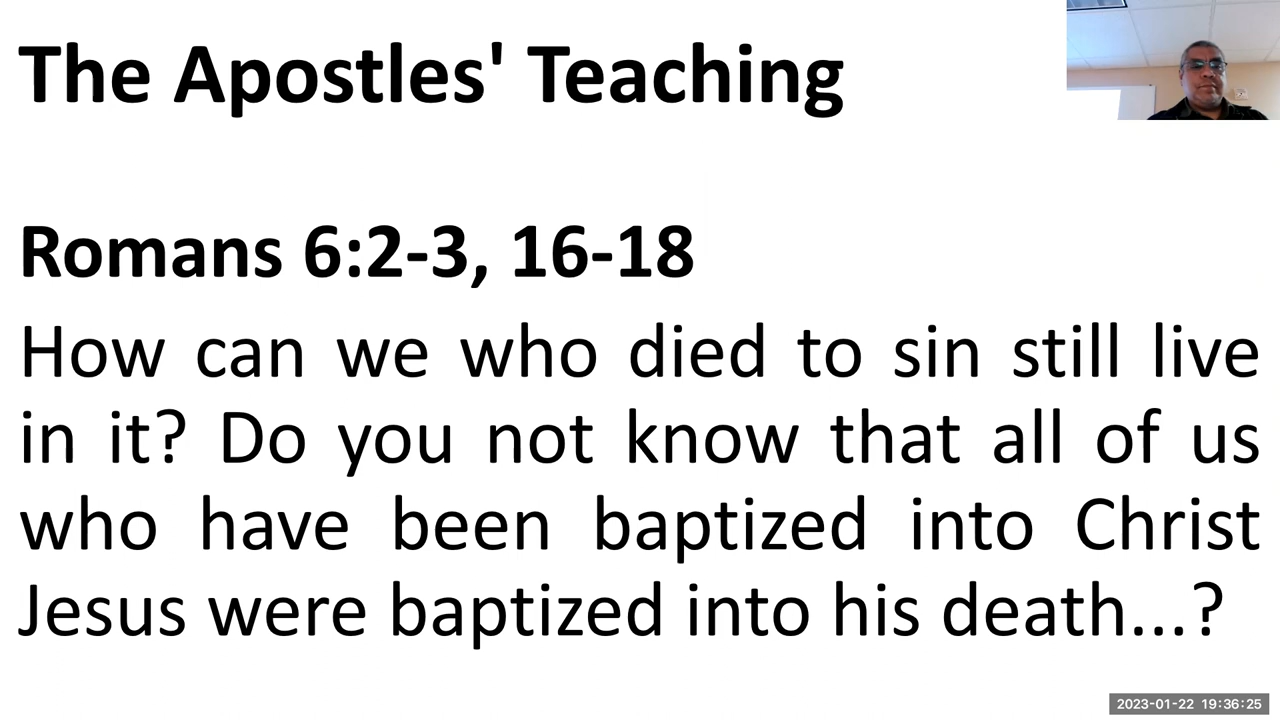 The Apostles' Teaching
Romans 6:2-3, 16-18
How can we who died to sin still live
in it? Do you not know that all of us
who have been baptized into Christ
Jesus were baptized into his death...?
2023-01-22 19:36:25